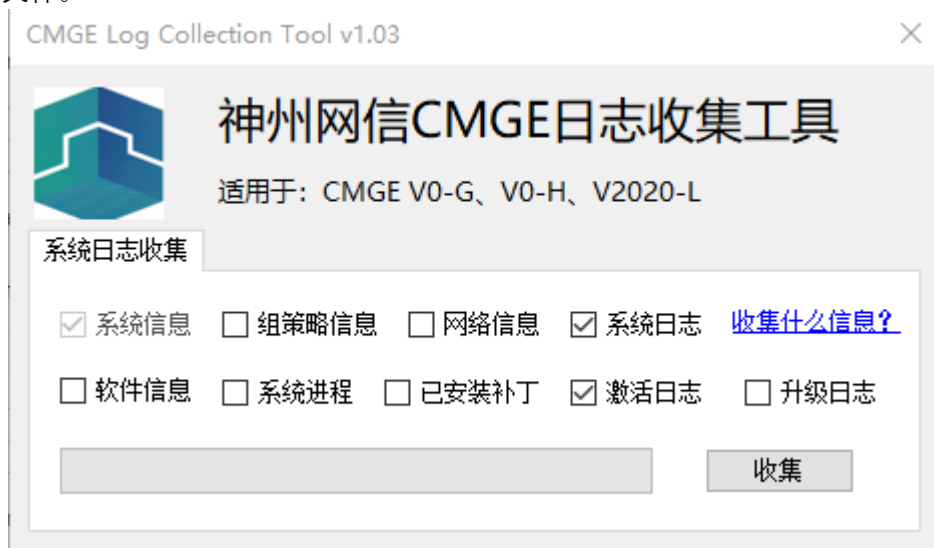 CMGE Log Collection Tool v1.03
神州网信CMGE日志收集工具
适用于：CMGE V0-G、V0-H、V2020-L
系统日志收集
系统信息 组策略信息 网络信息 系统日志 收集什么信息？
软件信息 系统进程 已安装补丁 激活日志 升级日志
收集